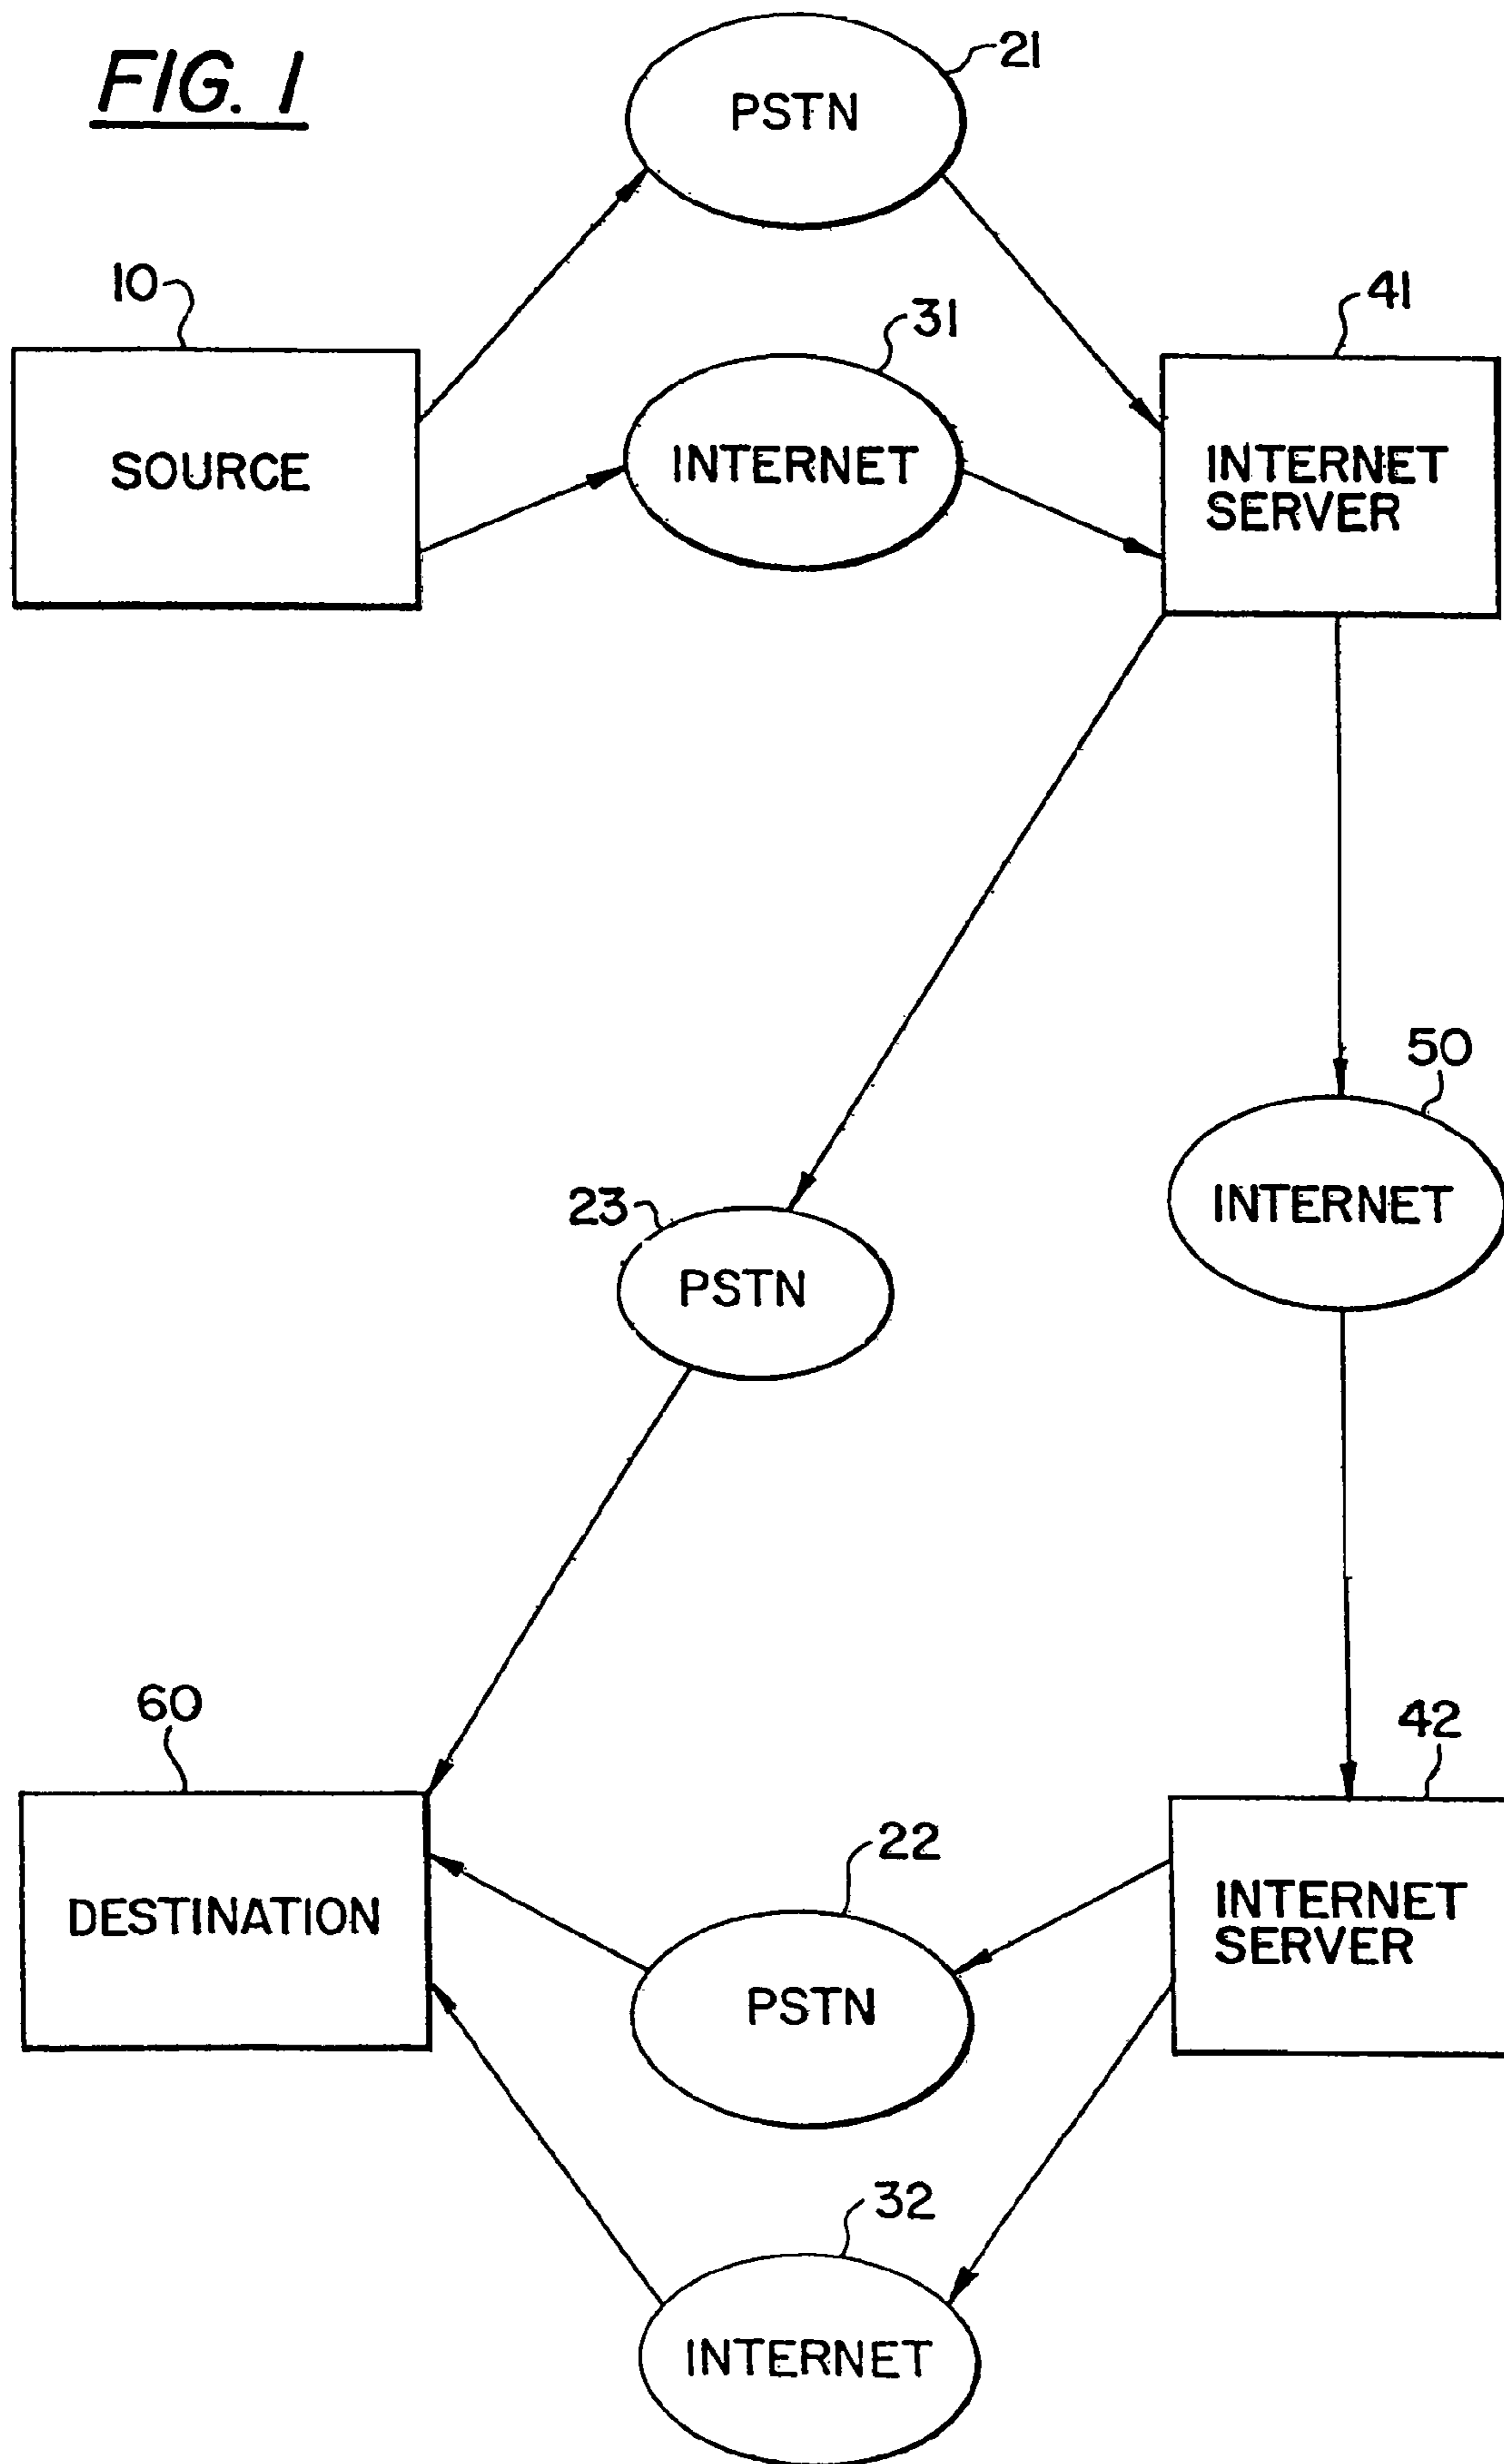 FIG. 1
21
PSTN
10
31
41
SOURCE
INTERNET
INTERNET
SERVER
50
23
INTERNET
PSTN
60
42
22
DESTINATION
INTERNET
SERVER
PSTN
32
INTERNET